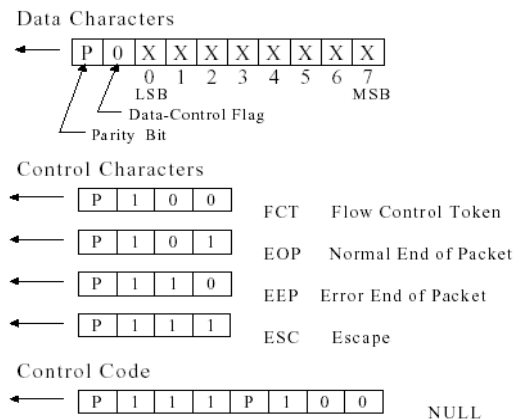 Data Characters
P 0 X X X X X X X X
0 1 2 3 4 5 6 7
LSB MSB
Data-Control Flag
Parity Bit
Control Characters
P 1 0 0
FCT Flow Control Token
P 1 0 1
EOP Normal End of Packet
P 1 1 0
EEP Error End of Packet
P 1 1 1
ESC Escape
Control Code
P 1 1 1 P 1 0 0
NULL